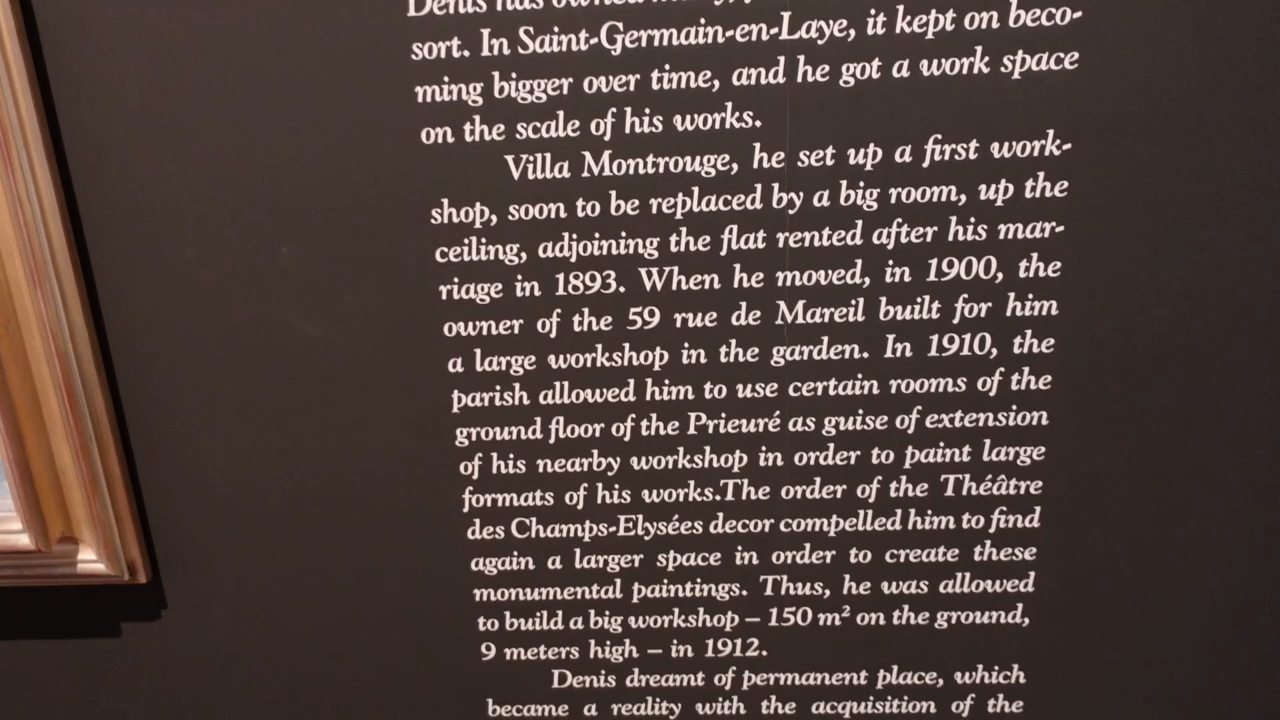 Denis has owned
sort. In Saint-Germain-en-Laye, it kept on beco-
ming bigger over time, and he got a work space
on the scale of his works.
Villa Montrouge, he set up a first work-
shop, soon to be replaced by a big room, up the
ceiling, adjoining the flat rented after his mar-
riage in 1893. When he moved, in 1900, the
owner of the 59 rue de Mareil built for him
a large workshop in the garden. In 1910, the
parish allowed him to use certain rooms of the
ground floor of the Prieuré as guise of extension
of his nearby workshop in order to paint large
formats of his works.The order of the Théâtre
des Champs-Elysées decor compelled him to find
again a larger space in order to create these
monumental paintings. Thus, he was allowed
to build a big workshop – 150 m² on the ground,
9 meters high – in 1912.
Denis dreamt of permanent place, which
became a reality with the acquisition of the